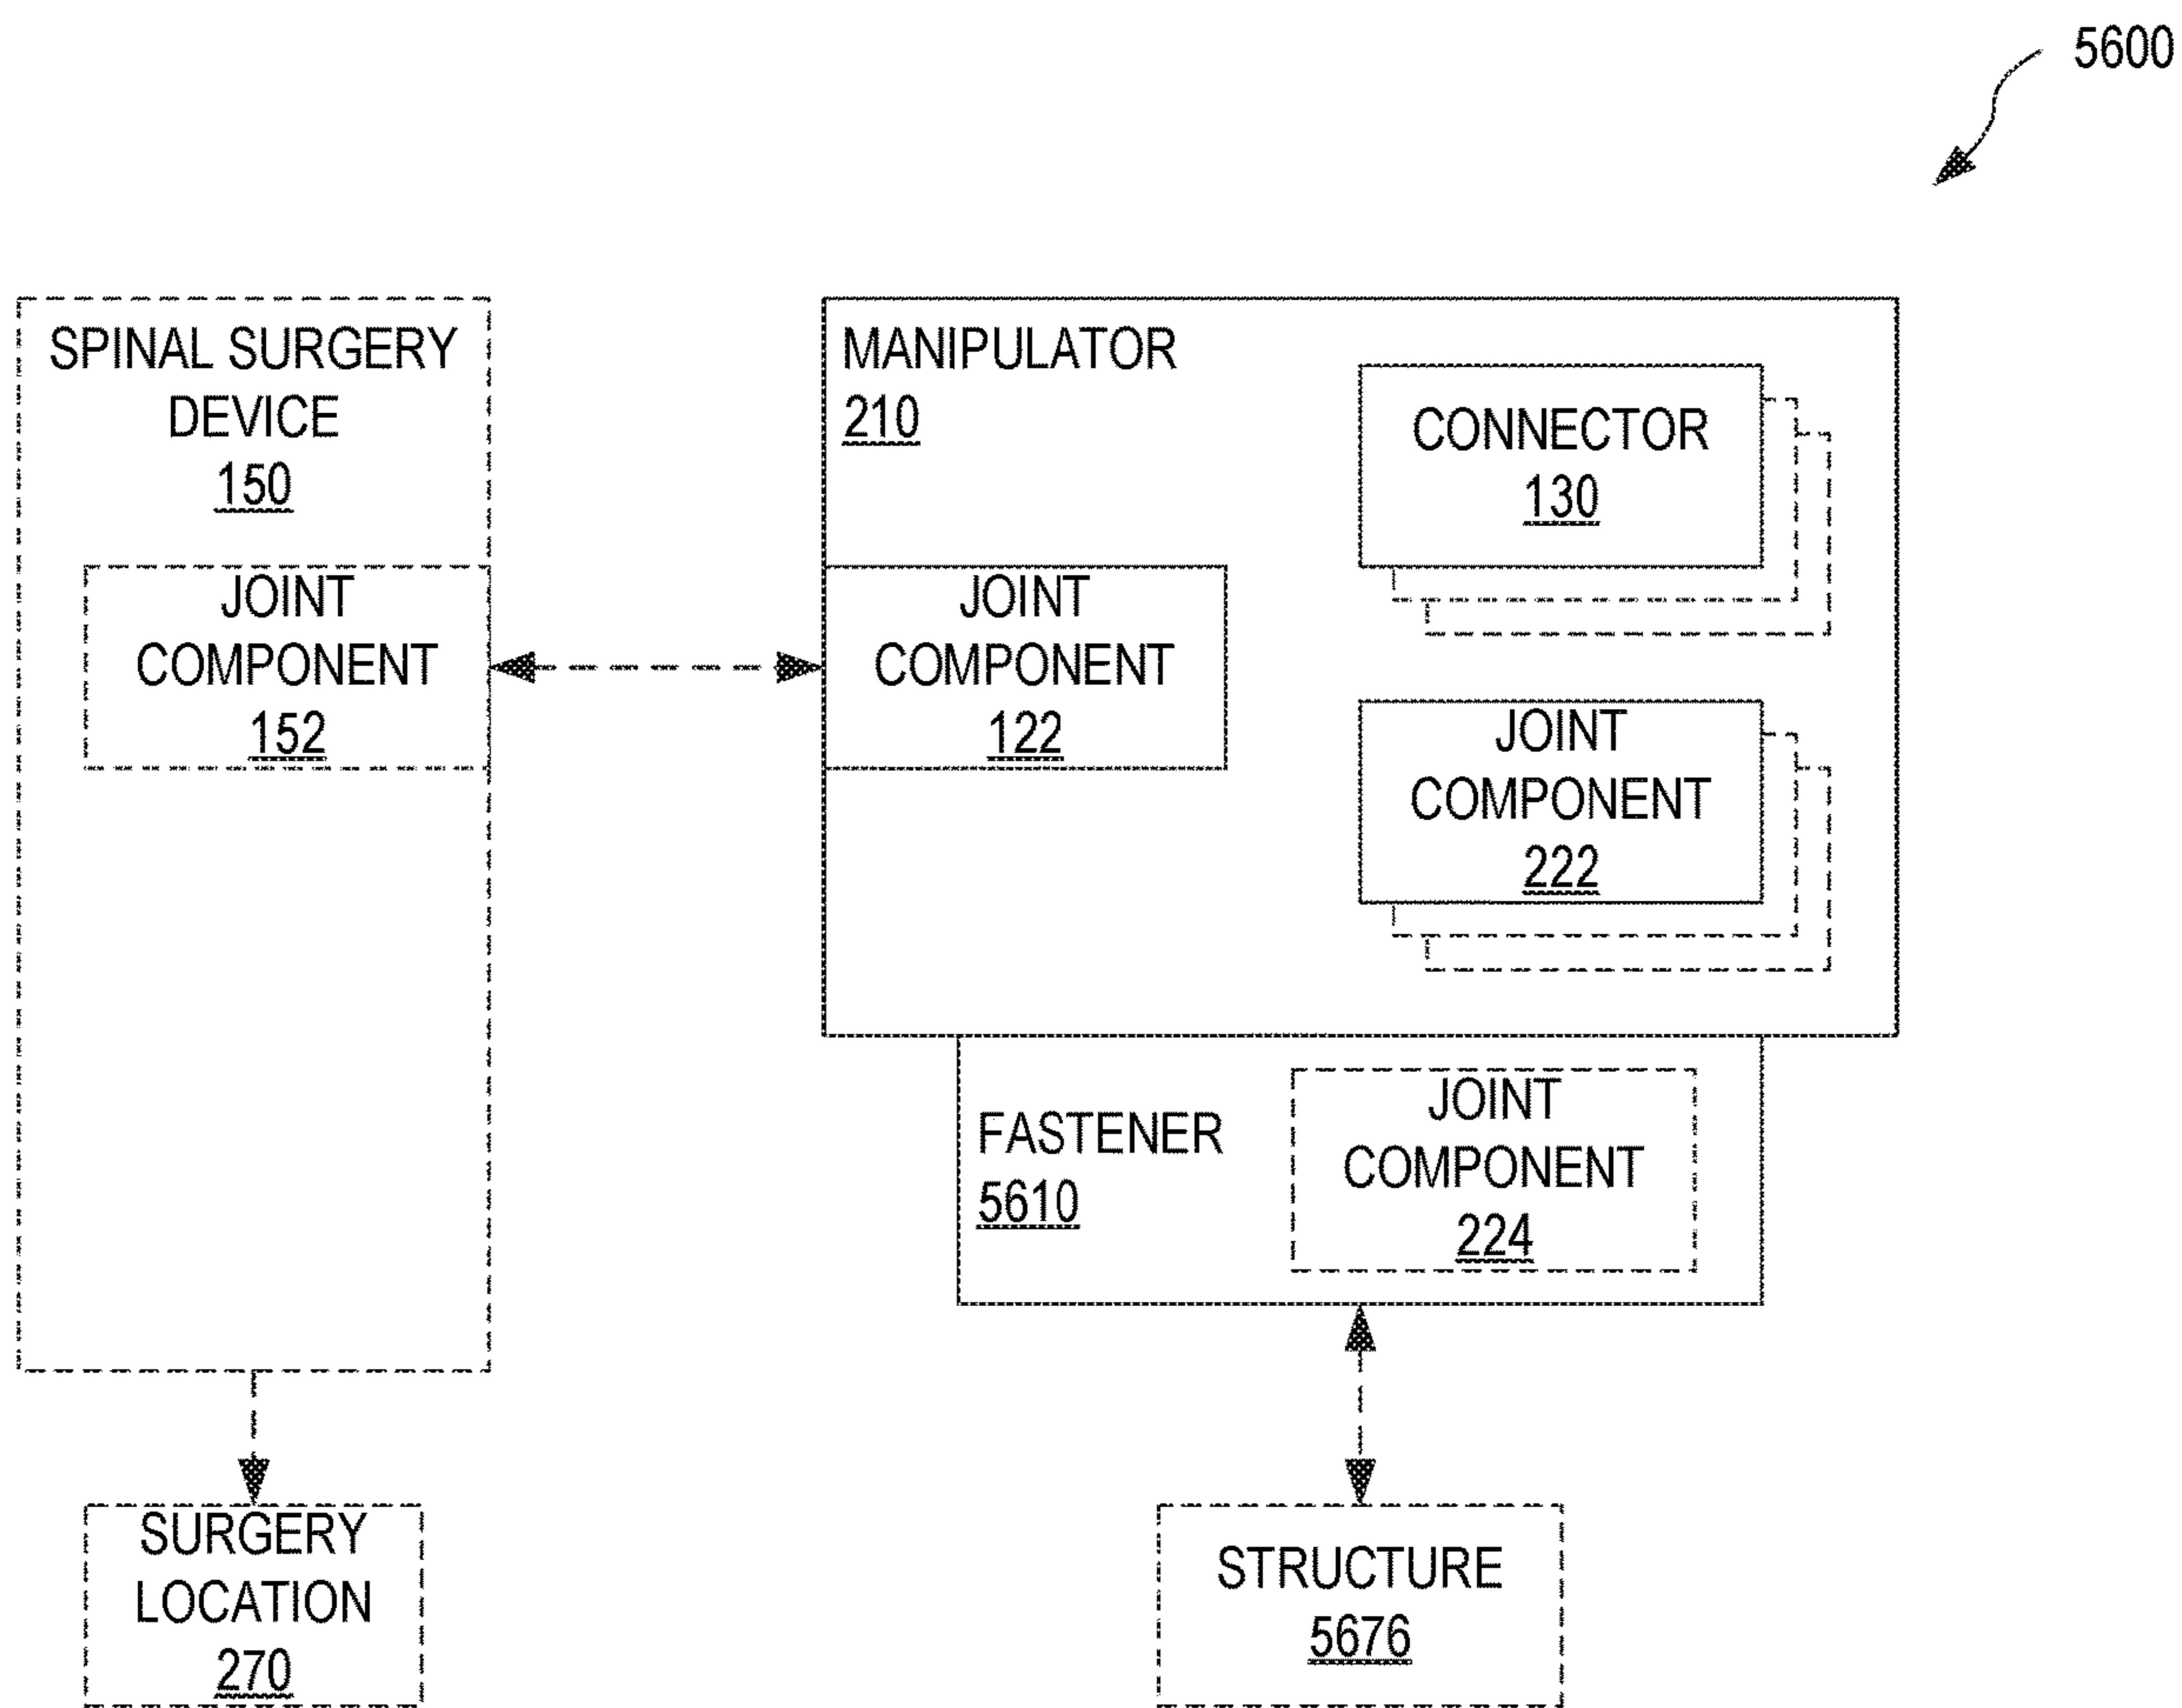 5600
SPINAL SURGERY
DEVICE
150
JOINT
COMPONENT
152
MANIPULATOR
210
JOINT
COMPONENT
122
CONNECTOR
130
JOINT
COMPONENT
222
FASTENER
5610
JOINT
COMPONENT
224
SURGERY
LOCATION
270
STRUCTURE
5676